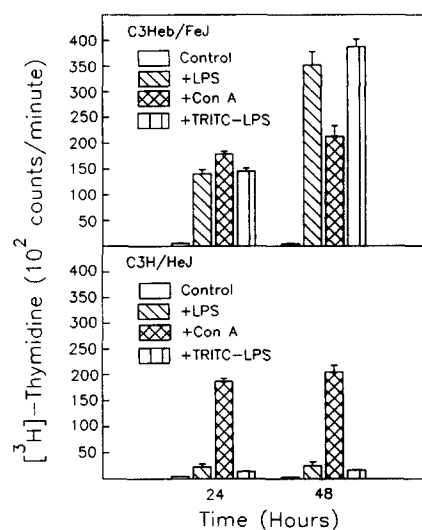 C3Heb/FeJ
Control
+LPS
+Con A
+TRITC-LPS
400
350
300
250
200
150
100
50
C3H/HeJ
Control
+LPS
+Con A
+TRITC-LPS
400
350
300
250
200
150
100
50
24
48
Time (Hours)
[³H]-Thymidine (10² counts/minute)